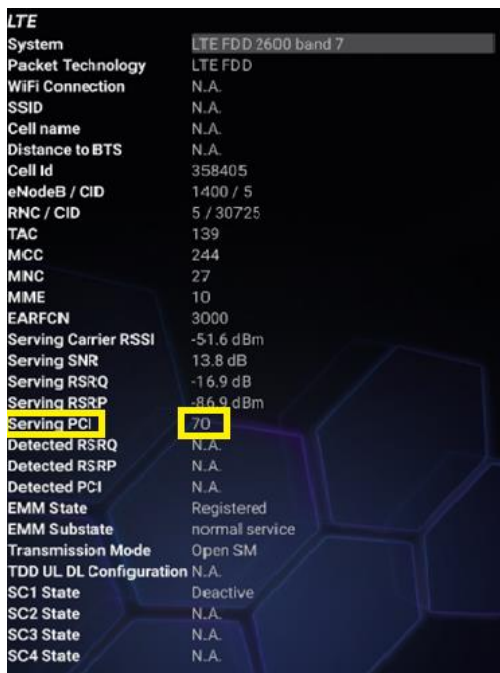 LTE
System LTE FDD 2600 band 7
Packet Technology LTE FDD
WiFi Connection N.A.
SSID N.A.
Cell name N.A.
Distance to BTS N.A.
Cell Id 358405
eNodeB / CID 1400 / 5
RNC / CID 5 / 30725
TAC 139
MCC 244
MNC 27
MME 10
EARFCN 3000
Serving Carrier RSSI -51.6 dBm
Serving SNR 13.8 dB
Serving RSRQ -16.9 dB
Serving RSRP -86.9 dBm
Serving PCI 70
Detected RSRQ N.A.
Detected RSRP N.A.
Detected PCI N.A.
EMM State Registered
EMM Substate normal service
Transmission Mode Open SM
TDD UL DL Configuration N.A.
SC1 State Deactive
SC2 State N.A.
SC3 State N.A.
SC4 State N.A.